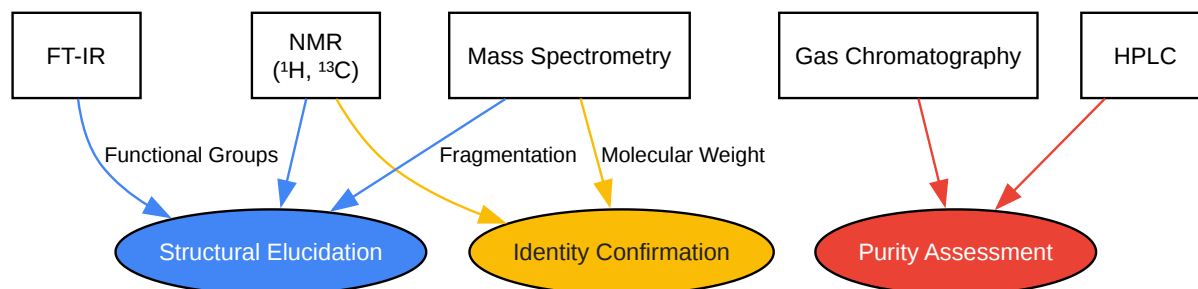 FT-IR
NMR
(¹H, ¹³C)
Mass Spectrometry
Gas Chromatography
HPLC
Functional Groups
Fragmentation
Molecular Weight
Structural Elucidation
Identity Confirmation
Purity Assessment